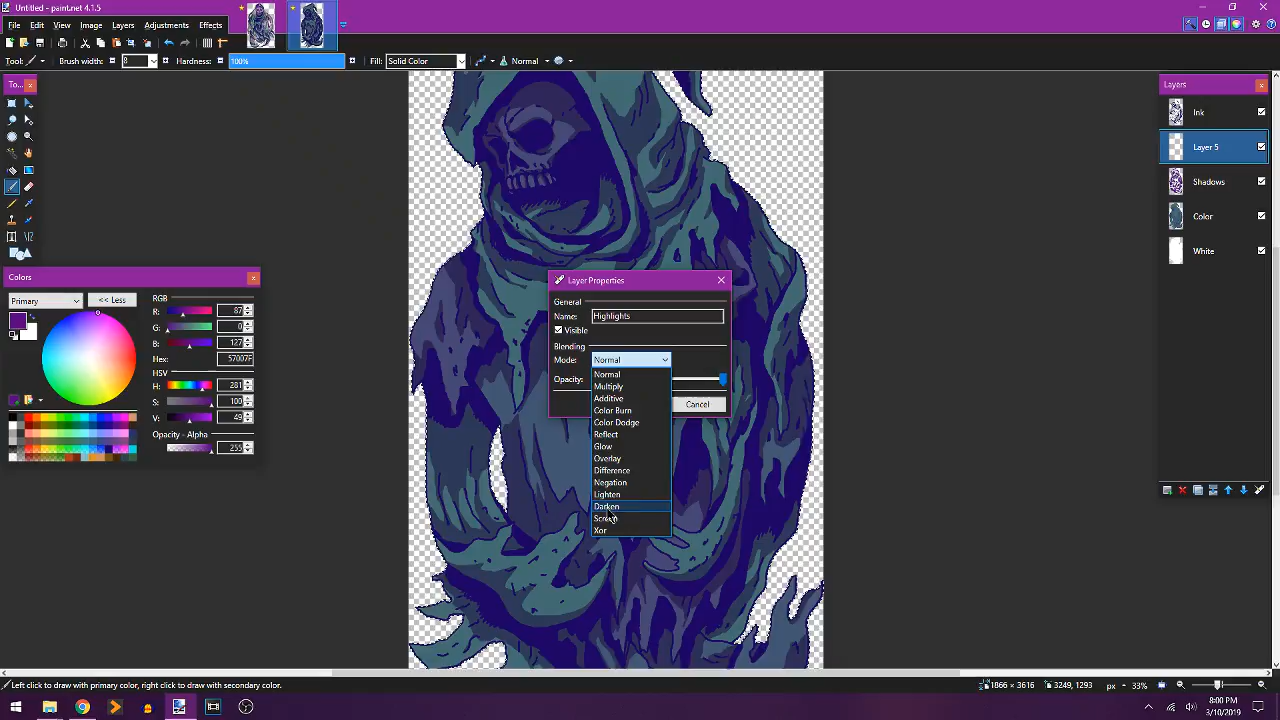 Untitled - paint.net 4.1.5
File Edit View Image Layers Adjustments Effects
Tool: Brush width: 8 Hardness: 100% Fill: Solid Color Normal
To...
Layers
Ink
Layer 5
Shadows
Color
White
Colors
Primary
<< Less
RGB
R: 87
G: 0
B: 127
Hex: 57007F
HSV
H: 281
S: 100
V: 49
Opacity - Alpha
255
Layer Properties
General
Name: Highlights
Visible
Blending
Mode: Normal
Opacity:
Cancel
Normal
Multiply
Additive
Color Burn
Color Dodge
Reflect
Glow
Overlay
Difference
Negation
Lighten
Darken
Screen
Xor
Left click to draw with primary color, right click to draw with secondary color.
1866 × 3616 3249, 1293 px 33%
8:00 PM
3/10/2019